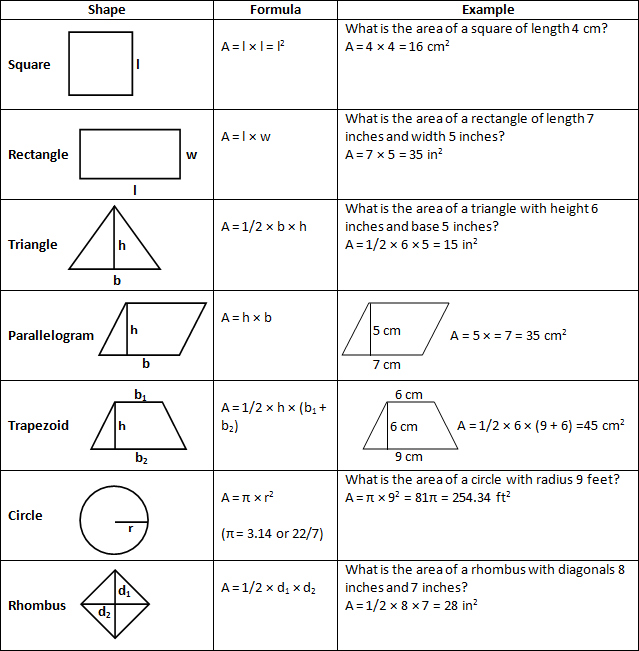 Shape Formula Example
Square l
A = l × l = l²
What is the area of a square of length 4 cm?
A = 4 × 4 = 16 cm²
Rectangle w
l
A = l × w
What is the area of a rectangle of length 7
inches and width 5 inches?
A = 7 × 5 = 35 in²
Triangle h
b
A = 1/2 × b × h
What is the area of a triangle with height 6
inches and base 5 inches?
A = 1/2 × 6 × 5 = 15 in²
Parallelogram h
b
A = h × b
5 cm
7 cm
A = 5 × = 7 = 35 cm²
b₁
Trapezoid h
b₂
A = 1/2 × h × (b₁ +
b₂)
6 cm
6 cm
9 cm
A = 1/2 × 6 × (9 + 6) =45 cm²
Circle r
A = π × r²
(π = 3.14 or 22/7)
What is the area of a circle with radius 9 feet?
A = π × 9² = 81π = 254.34 ft²
Rhombus d₁
d₂
A = 1/2 × d₁ × d₂
What is the area of a rhombus with diagonals 8
inches and 7 inches?
A = 1/2 × 8 × 7 = 28 in²